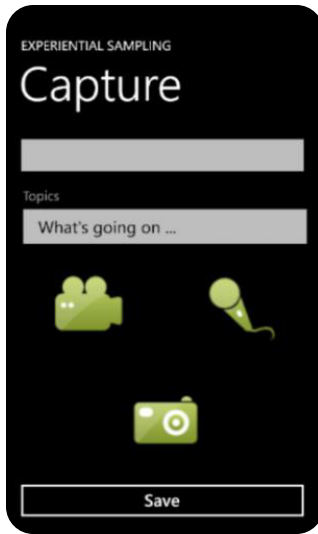 EXPERIENTIAL SAMPLING
Capture
Topics
What's going on ...
Save